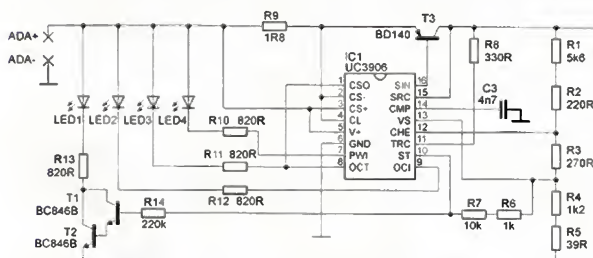 ADA+
ADA-
R9
1R8
T3
BD140
R8
330R
R1
5k6
R2
220R
R3
270R
R4
1k2
R5
39R
IC1
UC3906
1 CSO SIN 16
2 CS- SRC 15
3 CS+ CMP 14
4 CL VS 13
5 V+ CHE 12
6 GND TRC 11
7 PWI ST 10
8 OCT OCI 9
C3
4n7
LED1 LED2 LED3 LED4
R10 820R
R11 820R
R12 820R
R13
820R
T1
BC846B
T2
BC846B
R14
220k
R7
10k
R6
1k